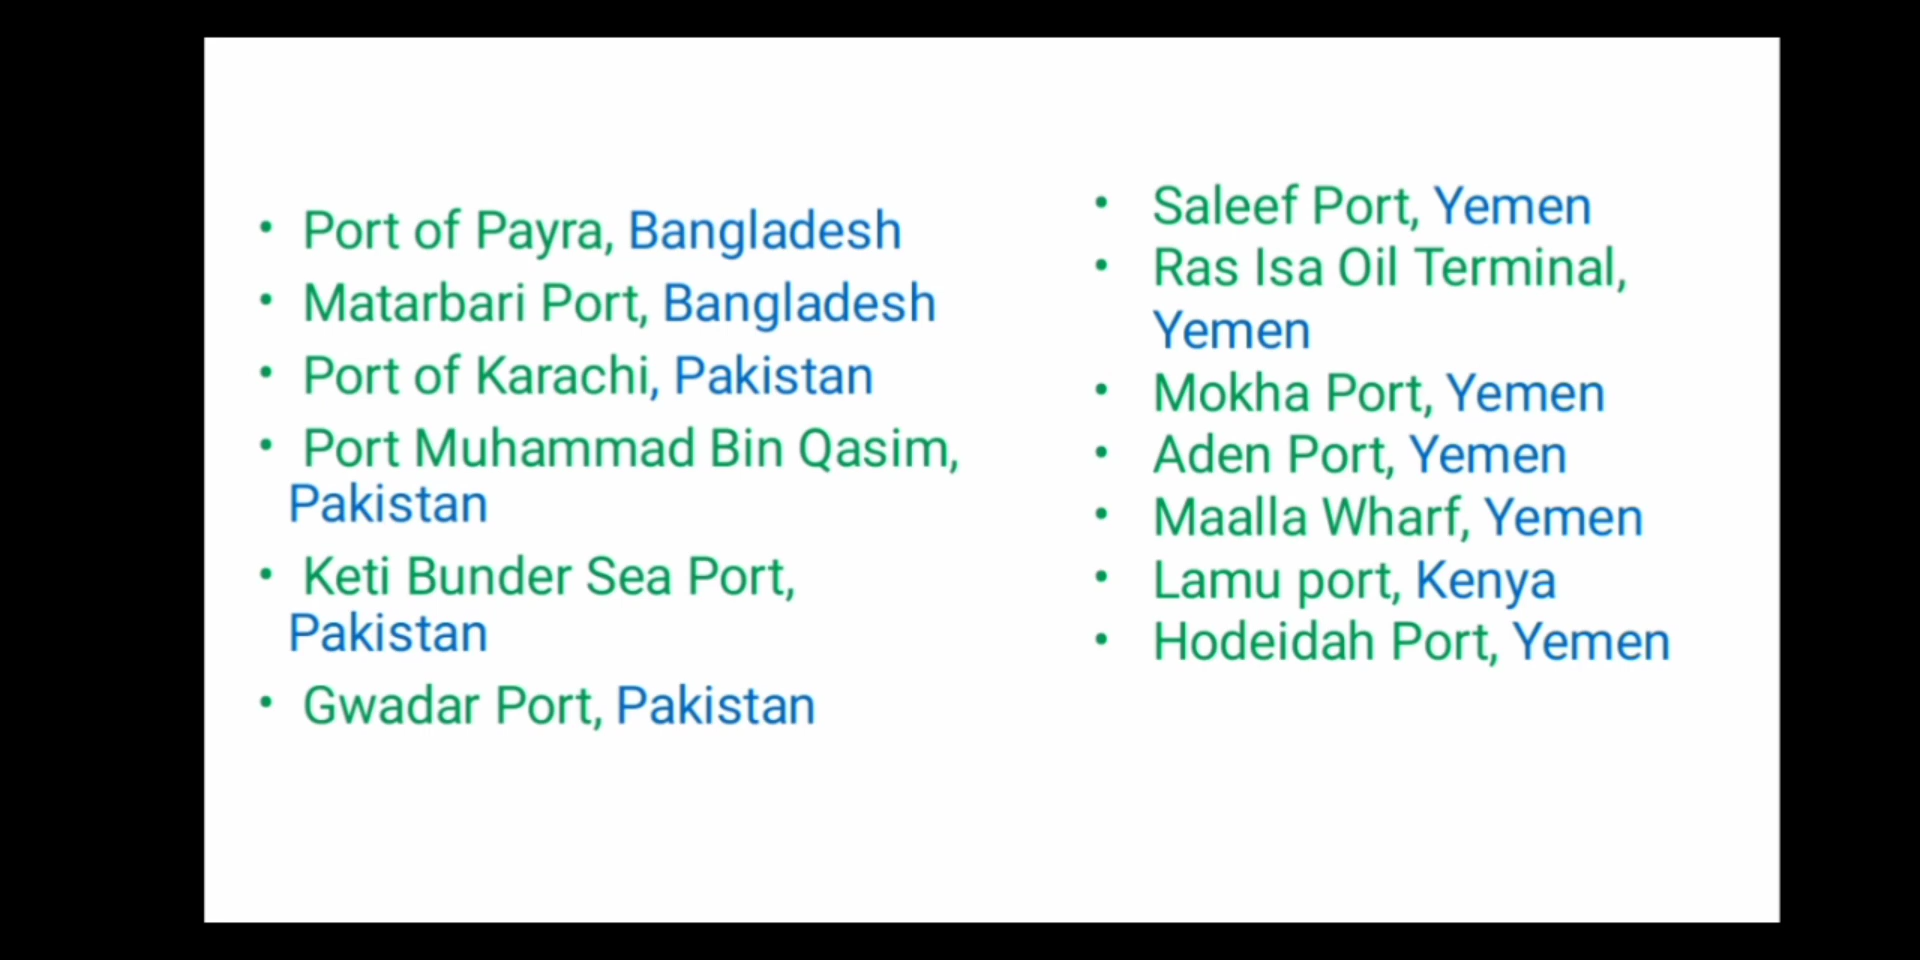 • Port of Payra, Bangladesh
• Matarbari Port, Bangladesh
• Port of Karachi, Pakistan
• Port Muhammad Bin Qasim,
Pakistan
• Keti Bunder Sea Port,
Pakistan
• Gwadar Port, Pakistan
• Saleef Port, Yemen
• Ras Isa Oil Terminal,
Yemen
• Mokha Port, Yemen
• Aden Port, Yemen
• Maalla Wharf, Yemen
• Lamu port, Kenya
• Hodeidah Port, Yemen